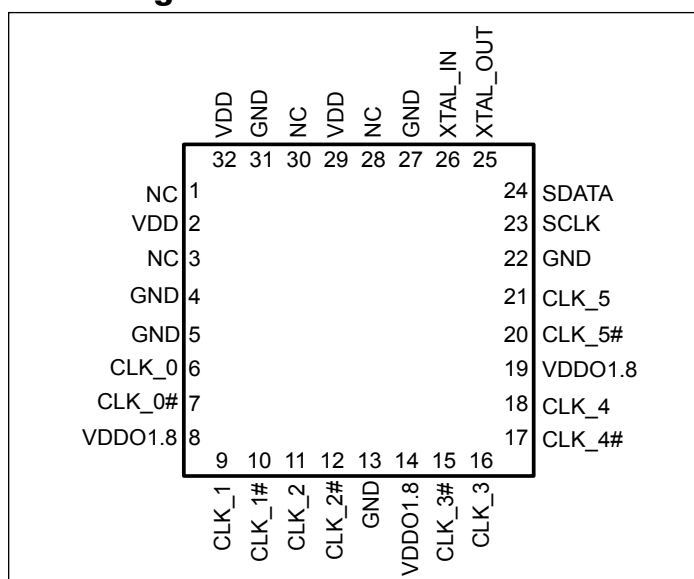 XTAL_IN
XTAL_OUT
VDD
GND
NC
VDD
NC
GND
32 31 30 29 28 27 26 25
NC 1 24 SDATA
VDD 2 23 SCLK
NC 3 22 GND
GND 4 21 CLK_5
GND 5 20 CLK_5#
CLK_0 6 19 VDDO1.8
CLK_0# 7 18 CLK_4
VDDO1.8 8 17 CLK_4#
9 10 11 12 13 14 15 16
CLK_1
CLK_1#
CLK_2
CLK_2#
GND
VDDO1.8
CLK_3#
CLK_3